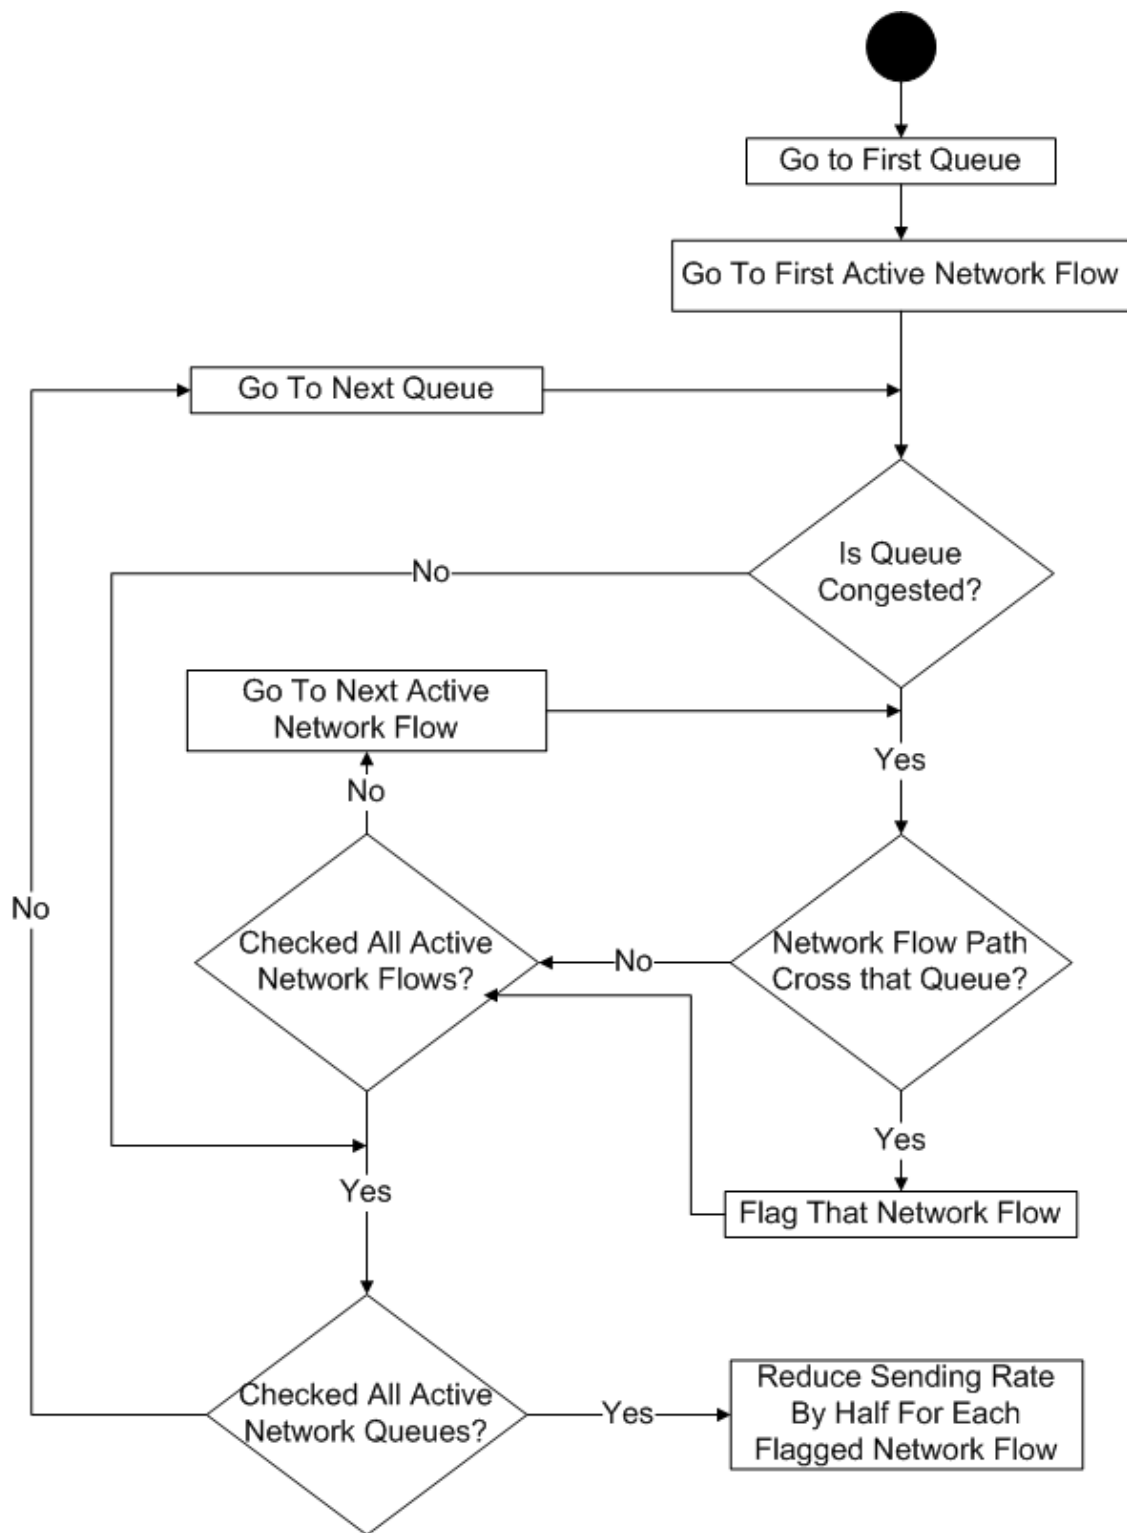 Go to First Queue
Go To First Active Network Flow
Go To Next Queue
Is Queue
Congested?
No
Go To Next Active
Network Flow
Yes
No
No
Checked All Active
Network Flows?
No
Network Flow Path
Cross that Queue?
Yes
Yes
Flag That Network Flow
Checked All Active
Network Queues?
Yes
Reduce Sending Rate
By Half For Each
Flagged Network Flow